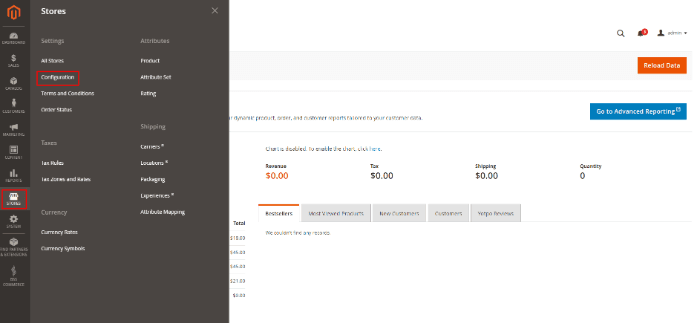 Stores
Settings
All Stores
Configuration
Terms and Conditions
Order Status
Taxes
Tax Rules
Tax Zones and Rates
Currency
Currency Rates
Currency Symbols
Attributes
Product
Attribute Set
Rating
Shipping
Carriers
Locations
Packaging
Experiences
Attribute Mapping
DASHBOARD
SALES
CATALOG
CUSTOMERS
MARKETING
CONTENT
REPORTS
STORES
SYSTEM
FIND PARTNERS
& EXTENSIONS
admin
Reload Data
ur dynamic product, order, and customer reports tailored to your customer data.
Go to Advanced Reporting
Chart is disabled. To enable the chart, click here.
Revenue Tax Shipping Quantity
$0.00 $0.00 $0.00 0
Bestsellers Most Viewed Products New Customers Customers Yotpo Reviews
We couldn't find any records.
Total
$18.00
$45.00
$45.00
$21.00
$0.00